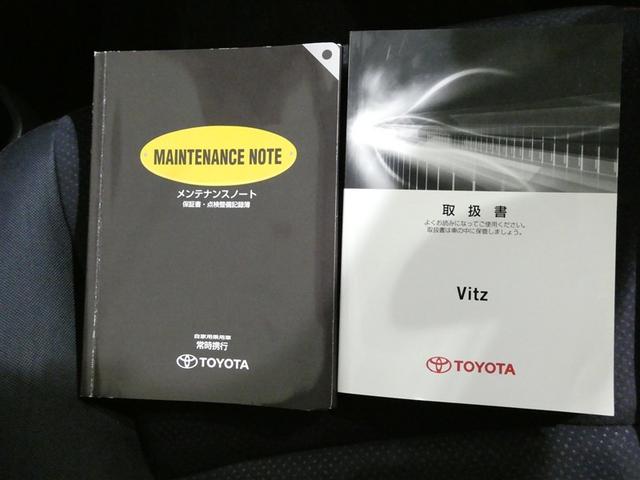 MAINTENANCE NOTE
メンテナンスノート
保証書・点検整備記録簿
自家用乗用車
常時携行
TOYOTA
取扱書
よくお読みになってご使用ください。
取扱書は車の中に保管しましょう。
Vitz
TOYOTA